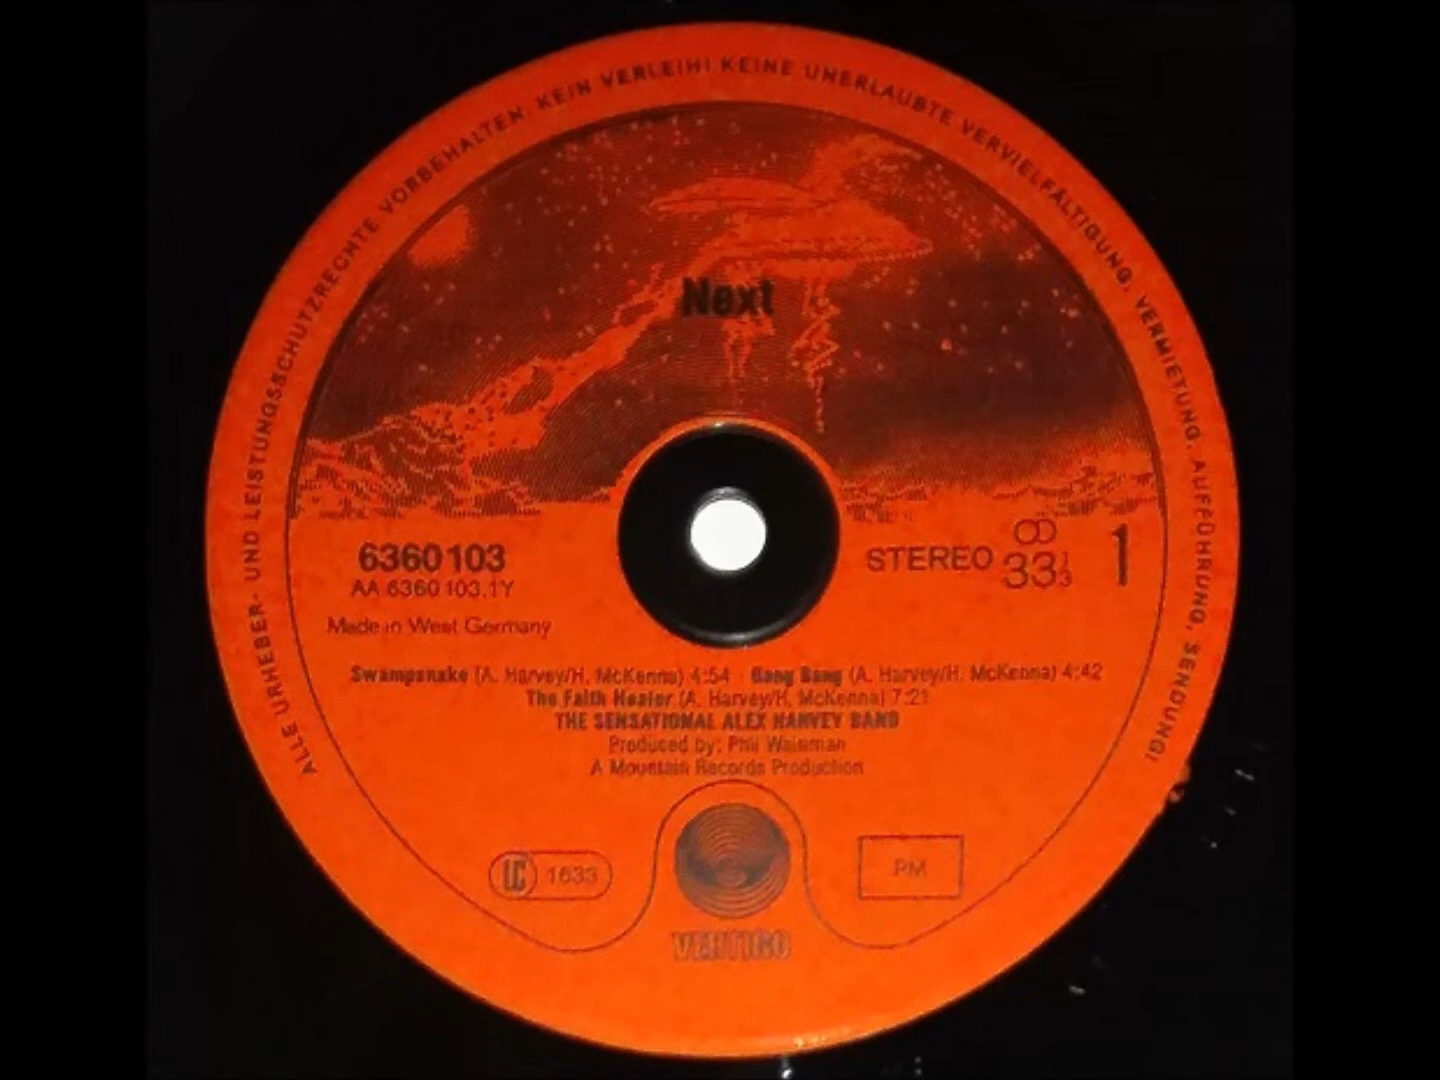 ALLE URHEBER- UND LEISTUNGSSCHUTZRECHTE VORBEHALTEN. KEIN VERLEIH! KEINE UNERLAUBTE VERVIELFÄLTIGUNG, VERMIETUNG, AUFFÜHRUNG, SENDUNG!
Next
6360 103
AA 6360 103.1Y
Made in West Germany
STEREO 33 1/3 1
Swampsnake (A. Harvey/H. McKenna) 4:54 · Gang Bang (A. Harvey/H. McKenna) 4:42
The Faith Healer (A. Harvey/H. McKenna) 7:21
THE SENSATIONAL ALEX HARVEY BAND
Produced by: Phil Wainman
A Mountain Records Production
LC 1633
PM
VERTIGO